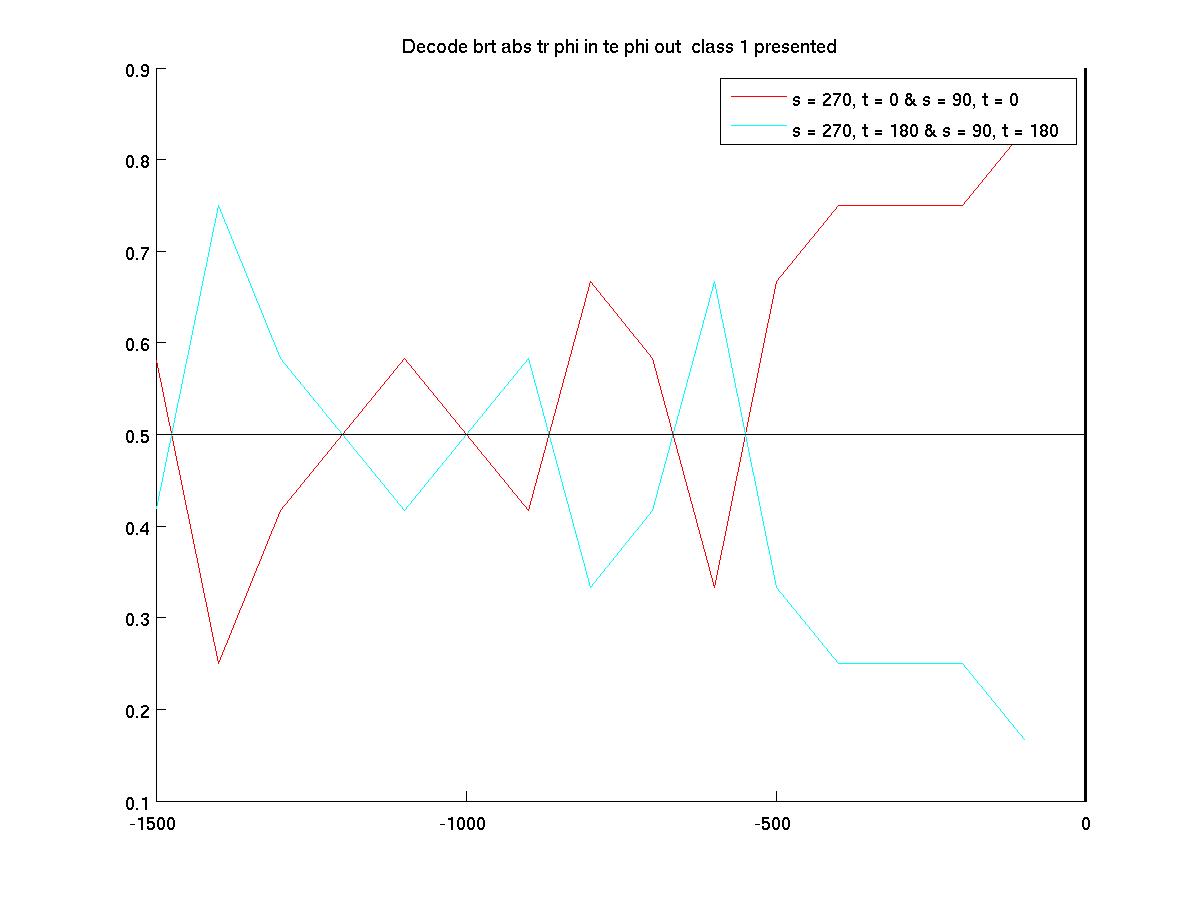 Decode brt abs tr phi in te phi out  class 1 presented
0.9
s = 270, t = 0 & s = 90, t = 0
s = 270, t = 180 & s = 90, t = 180
0.8
0.7
0.6
0.5
0.4
0.3
0.2
0.1
-1500 -1000 -500 0